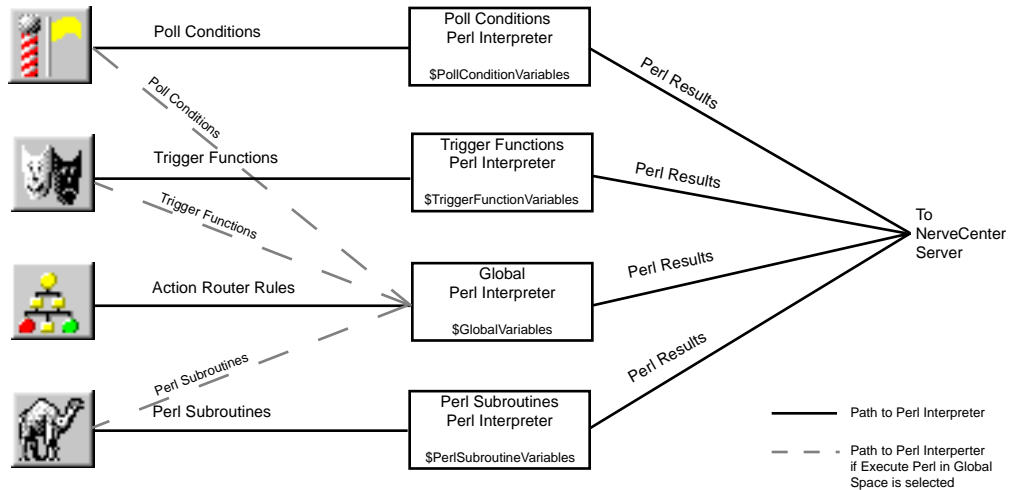 Poll Conditions
Poll Conditions
Perl Interpreter
$PollConditionVariables
Perl Results
Poll Conditions
Trigger Functions
Trigger Functions
Perl Interpreter
$TriggerFunctionVariables
Perl Results
Trigger Functions
To
NerveCenter
Server
Action Router Rules
Global
Perl Interpreter
$GlobalVariables
Perl Results
Perl Subroutines
Perl Subroutines
Perl Subroutines
Perl Interpreter
$PerlSubroutineVariables
Perl Results
Path to Perl Interpreter
Path to Perl Interperter
if Execute Perl in Global
Space is selected